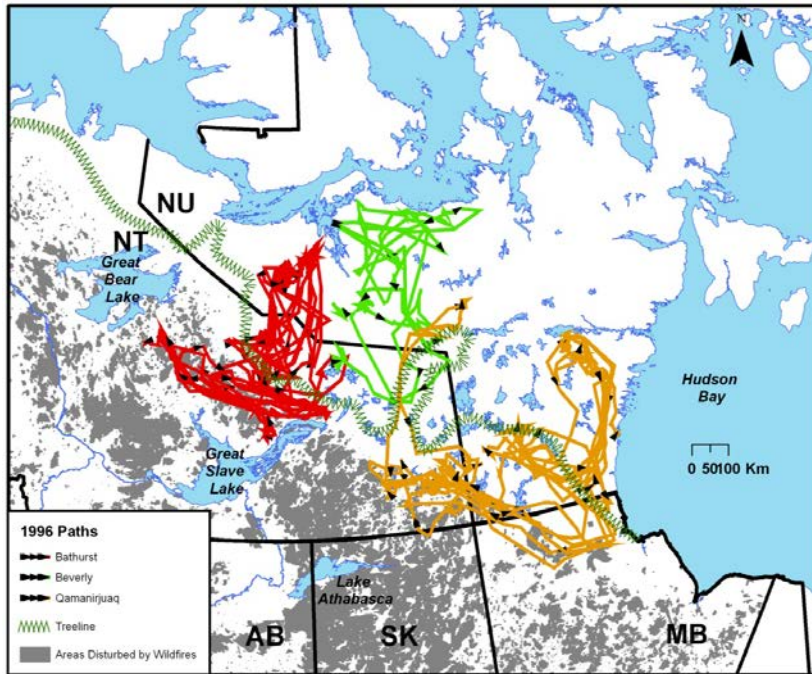 N
NU
NT
Great
Bear
Lake
Hudson
Bay
0 50100 Km
Great
Slave
Lake
1996 Paths
Bathurst
Beverly
Qamanirjuaq
Treeline
Areas Disturbed by Wildfires
Lake
Athabasca
AB
SK
MB